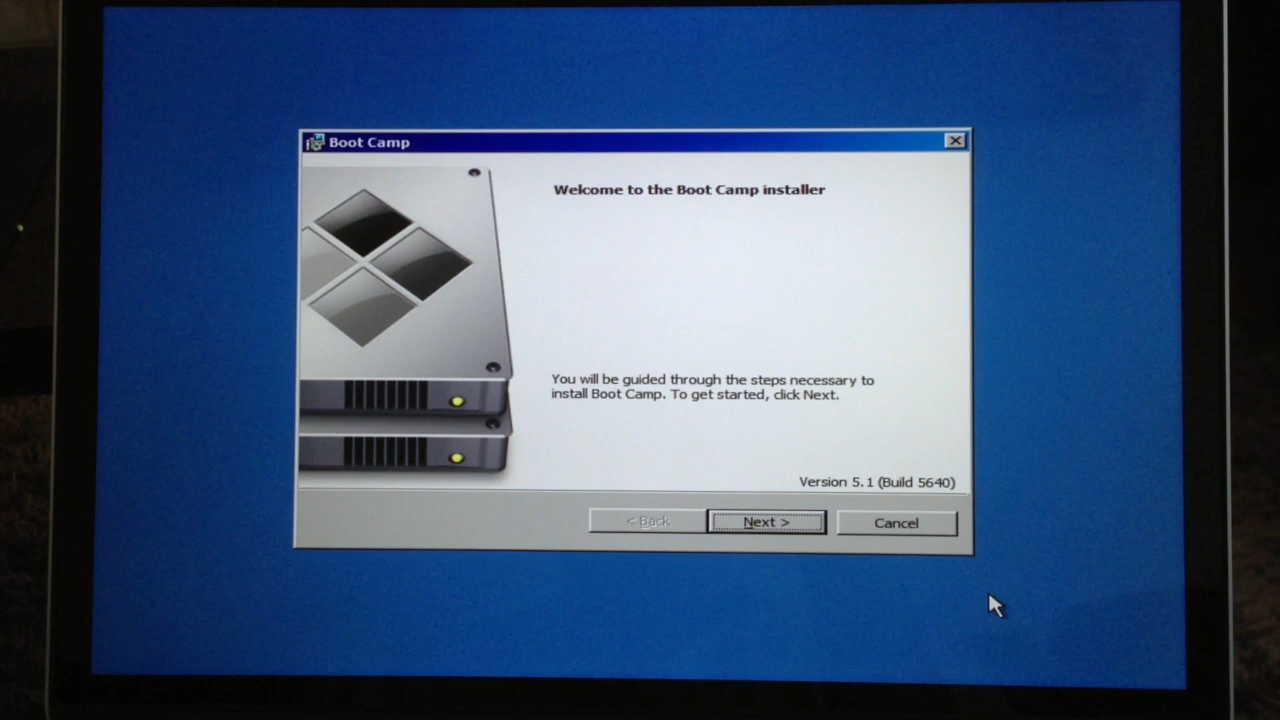 Boot Camp
Welcome to the Boot Camp installer
You will be guided through the steps necessary to
install Boot Camp. To get started, click Next.
Version 5.1 (Build 5640)
< Back
Next >
Cancel